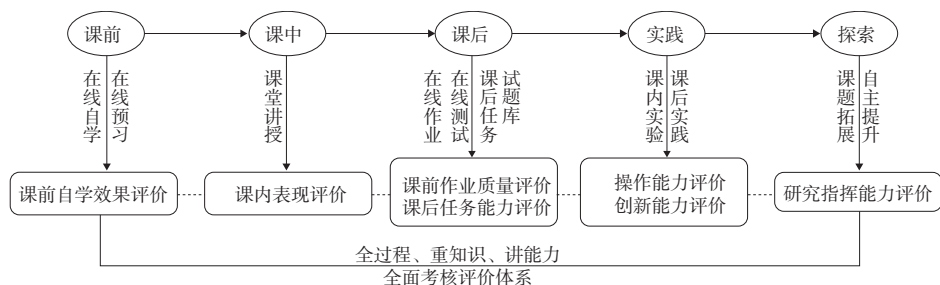 课前
课中
课后
实践
探索
在线自学
在线预习
课堂讲授
在线作业
在线测试
课后任务
试题库
课内实验
课后实践
课题拓展
自主提升
课前自学效果评价
课内表现评价
课前作业质量评价
课后任务能力评价
操作能力评价
创新能力评价
研究指挥能力评价
全过程、重知识、讲能力
全面考核评价体系